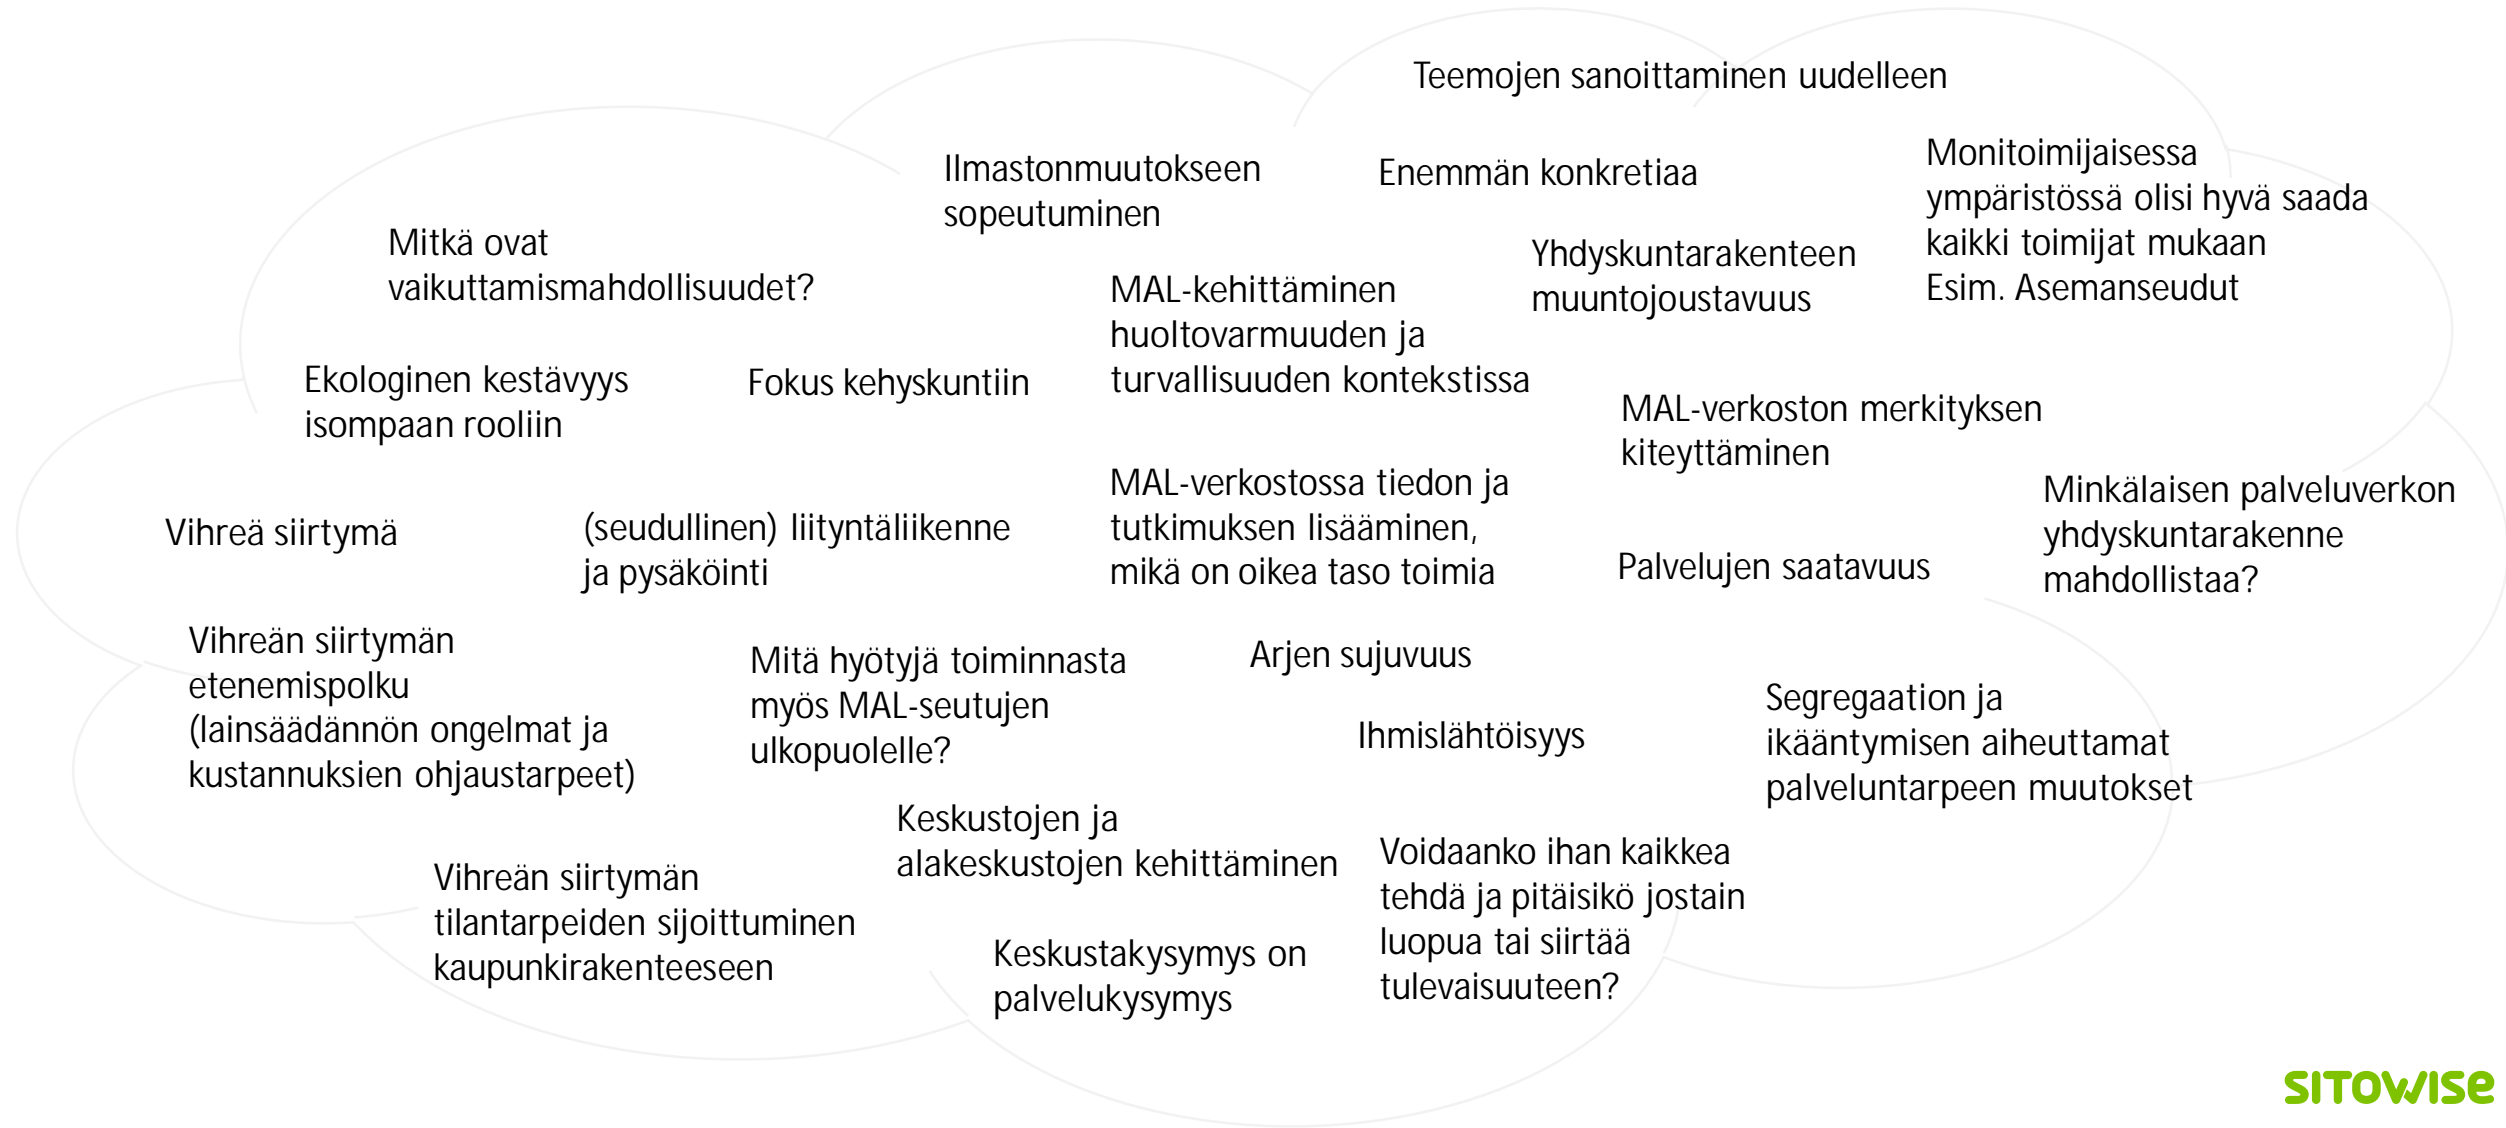 Teemojen sanoittaminen uudelleen
Ilmastonmuutokseen
sopeutuminen
Enemmän konkretiaa
Monitoimijaisessa
ympäristössä olisi hyvä saada
kaikki toimijat mukaan
Esim. Asemanseudut
Mitkä ovat
vaikuttamismahdollisuudet?
Yhdyskuntarakenteen
muuntojoustavuus
MAL-kehittäminen
huoltovarmuuden ja
turvallisuuden kontekstissa
Ekologinen kestävyys
isompaan rooliin
Fokus kehyskuntiin
MAL-verkoston merkityksen
kiteyttäminen
MAL-verkostossa tiedon ja
tutkimuksen lisääminen,
mikä on oikea taso toimia
Minkälaisen palveluverkon
yhdyskuntarakenne
mahdollistaa?
Vihreä siirtymä
(seudullinen) liityntäliikenne
ja pysäköinti
Palvelujen saatavuus
Vihreän siirtymän
etenemispolku
(lainsäädännön ongelmat ja
kustannuksien ohjaustarpeet)
Mitä hyötyjä toiminnasta
myös MAL-seutujen
ulkopuolelle?
Arjen sujuvuus
Ihmislähtöisyys
Segregaation ja
ikääntymisen aiheuttamat
palveluntarpeen muutokset
Keskustojen ja
alakeskustojen kehittäminen
Voidaanko ihan kaikkea
tehdä ja pitäisikö jostain
luopua tai siirtää
tulevaisuuteen?
Vihreän siirtymän
tilantarpeiden sijoittuminen
kaupunkirakenteeseen
Keskustakysymys on
palvelukysymys
SITOWISE